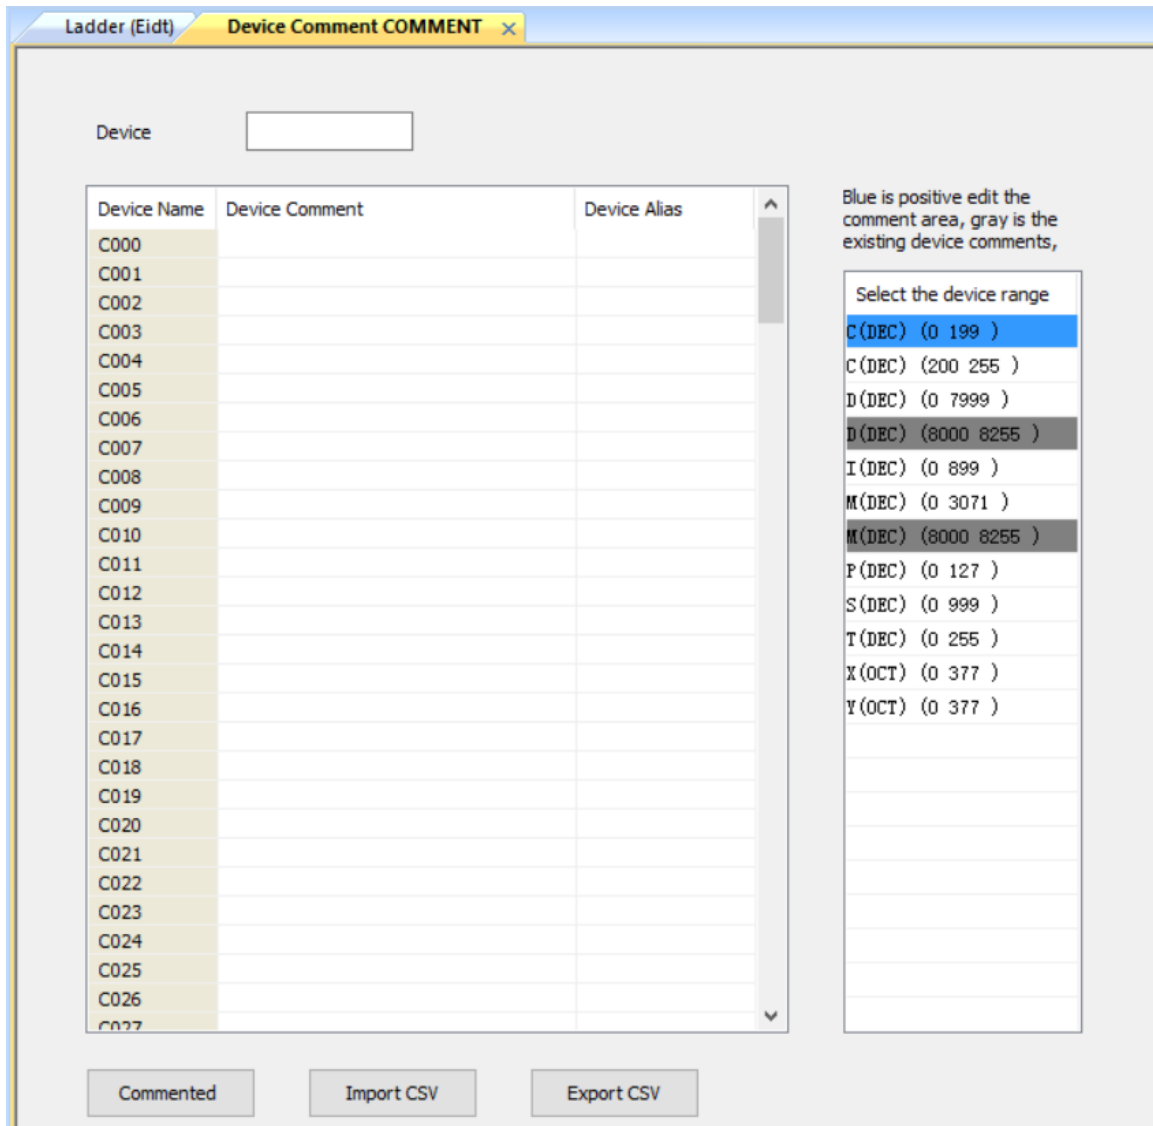 Ladder (Eidt)
Device Comment COMMENT
Device
Device Name Device Comment Device Alias
C000
C001
C002
C003
C004
C005
C006
C007
C008
C009
C010
C011
C012
C013
C014
C015
C016
C017
C018
C019
C020
C021
C022
C023
C024
C025
C026
C027
Blue is positive edit the
comment area, gray is the
existing device comments,
Select the device range
C(DEC) (0 199 )
C(DEC) (200 255 )
D(DEC) (0 7999 )
D(DEC) (8000 8255 )
I(DEC) (0 899 )
M(DEC) (0 3071 )
M(DEC) (8000 8255 )
P(DEC) (0 127 )
S(DEC) (0 999 )
T(DEC) (0 255 )
X(OCT) (0 377 )
Y(OCT) (0 377 )
Commented
Import CSV
Export CSV